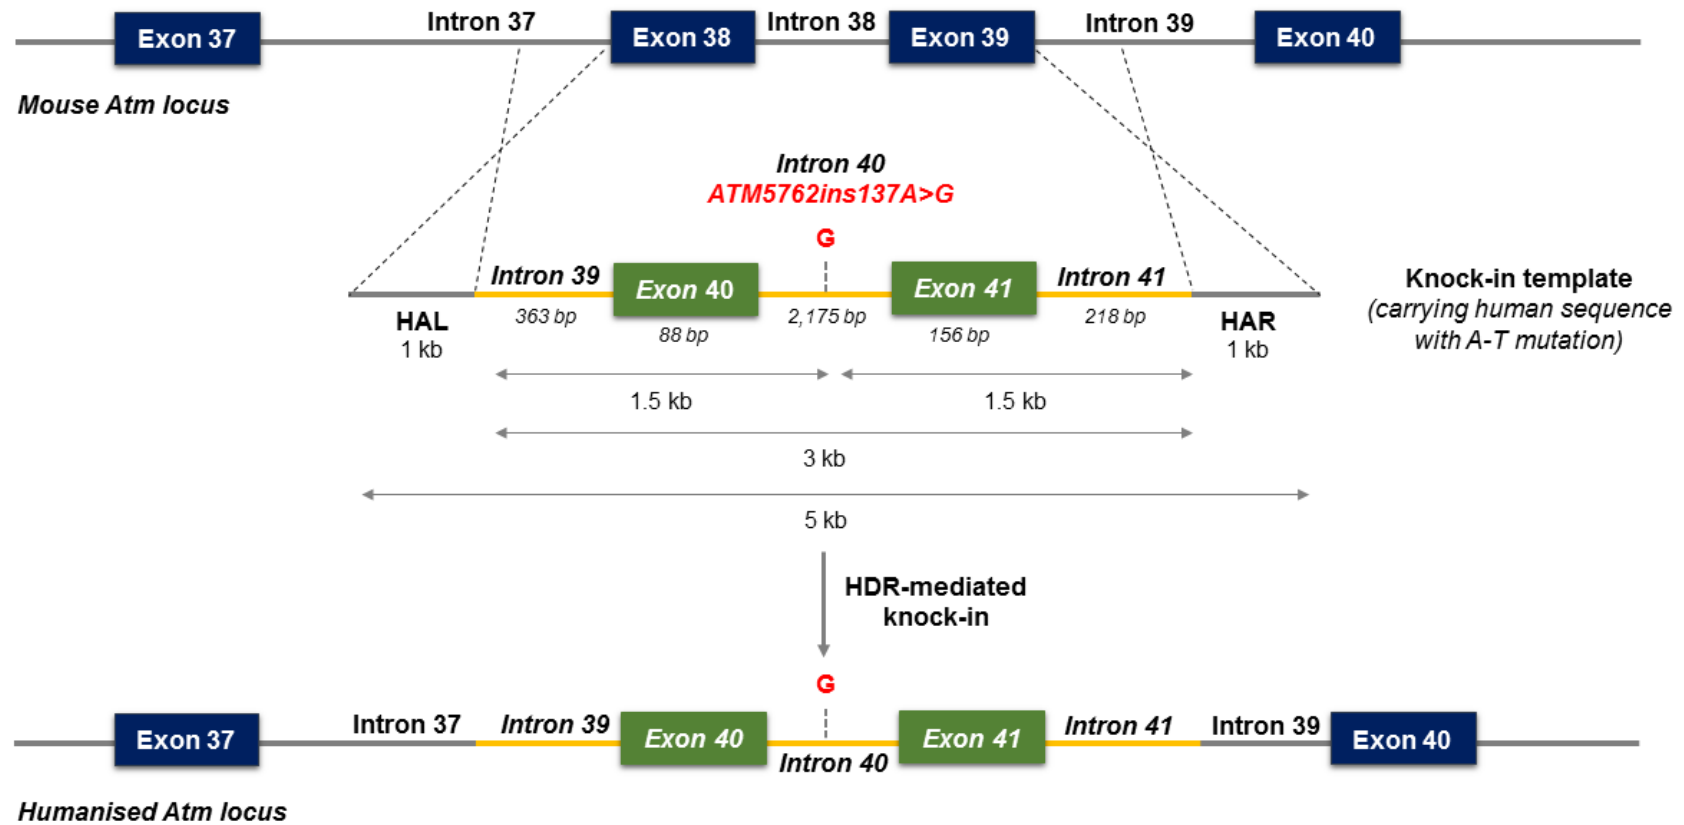 Intron 37
Intron 38
Intron 39
Exon 37
Exon 38
Exon 39
Exon 40
Mouse Atm locus
Intron 40
ATM5762ins137A>G
G
Intron 39
Exon 40
Exon 41
Intron 41
363 bp
88 bp
2,175 bp
156 bp
218 bp
HAL
1 kb
HAR
1 kb
Knock-in template
(carrying human sequence
with A-T mutation)
1.5 kb
1.5 kb
3 kb
5 kb
HDR-mediated
knock-in
G
Exon 37
Intron 37
Intron 39
Exon 40
Intron 40
Exon 41
Intron 41
Intron 39
Exon 40
Humanised Atm locus